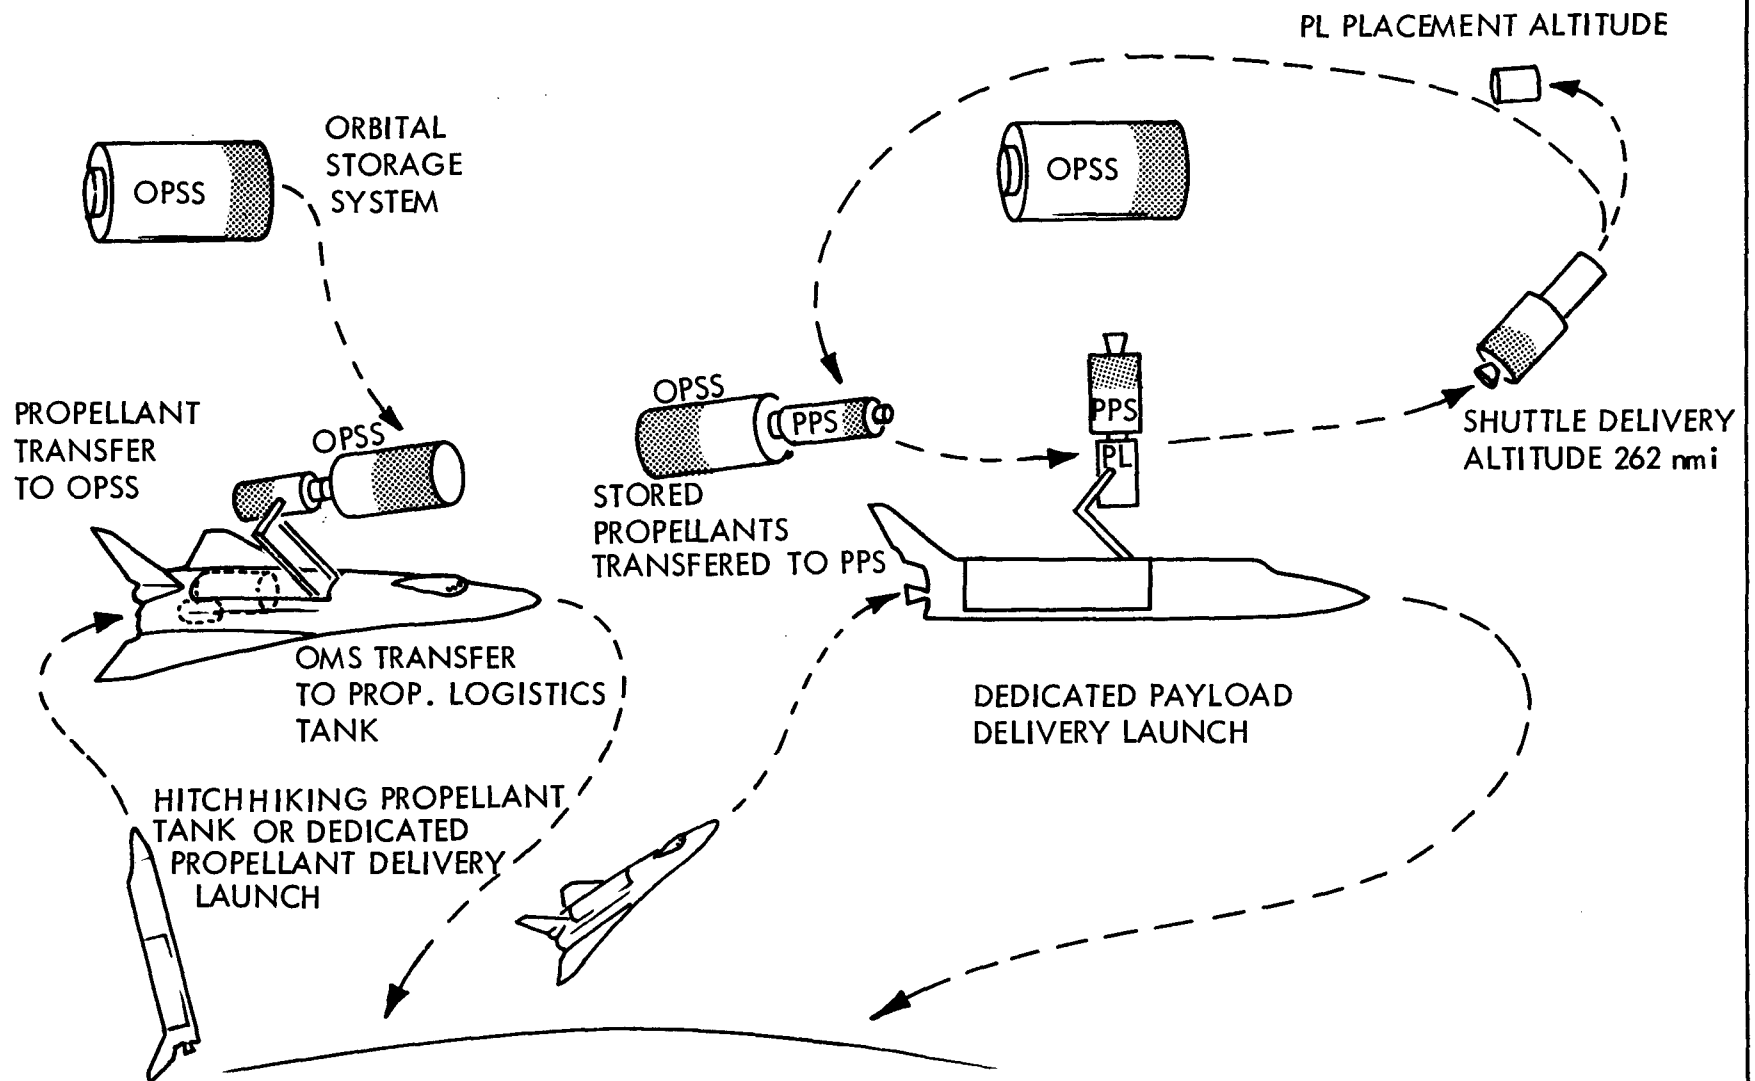 PL PLACEMENT ALTITUDE
ORBITAL
STORAGE
SYSTEM
OPSS
OPSS
PROPELLANT
TRANSFER
TO OPSS
OPSS
OPSS
PPS
PPS
PL
SHUTTLE DELIVERY
ALTITUDE 262 nmi
STORED
PROPELLANTS
TRANSFERED TO PPS
OMS TRANSFER
TO PROP. LOGISTICS
TANK
DEDICATED PAYLOAD
DELIVERY LAUNCH
HITCHHIKING PROPELLANT
TANK OR DEDICATED
PROPELLANT DELIVERY
LAUNCH